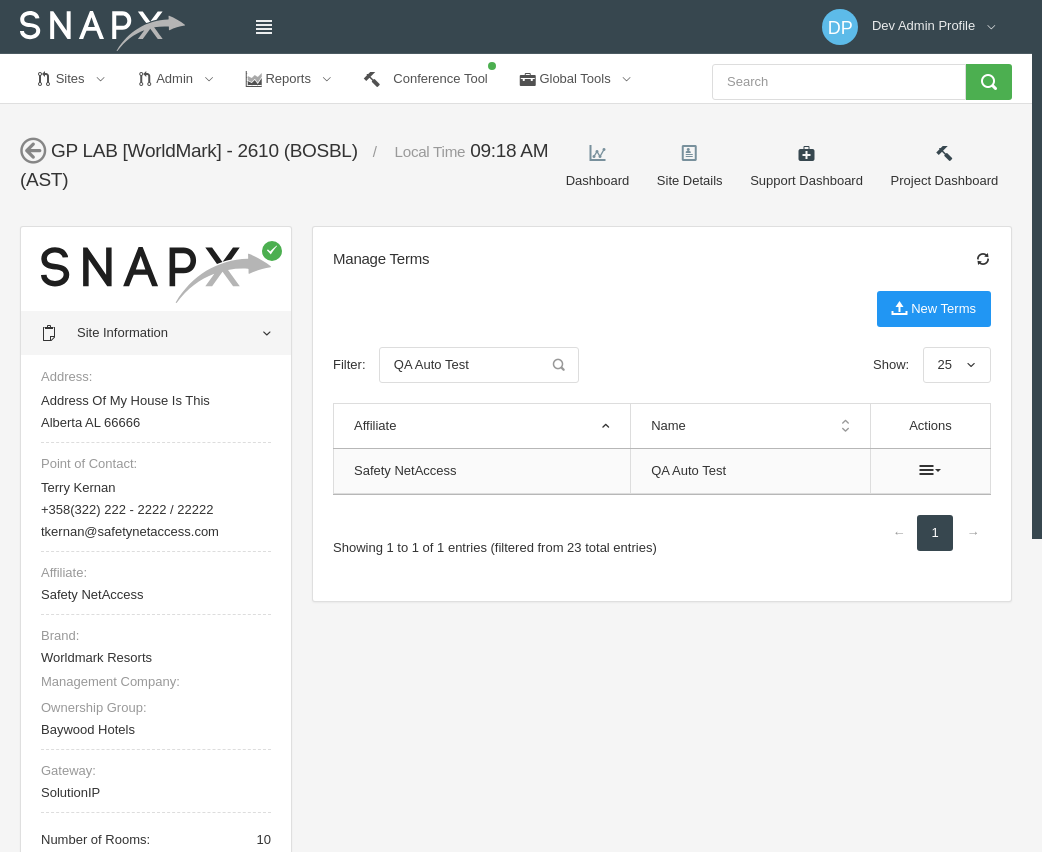 SNAPX
DP Dev Admin Profile
Sites Admin Reports Conference Tool Global Tools Search
GP LAB [WorldMark] - 2610 (BOSBL) / Local Time 09:18 AM
(AST)
Dashboard Site Details Support Dashboard Project Dashboard
SNAPX
Site Information
Address:
Address Of My House Is This
Alberta AL 66666
Point of Contact:
Terry Kernan
+358(322) 222 - 2222 / 22222
tkernan@safetynetaccess.com
Affiliate:
Safety NetAccess
Brand:
Worldmark Resorts
Management Company:
Ownership Group:
Baywood Hotels
Gateway:
SolutionIP
Number of Rooms: 10
Manage Terms
New Terms
Filter: QA Auto Test Show: 25
Affiliate Name Actions
Safety NetAccess QA Auto Test
← 1 →
Showing 1 to 1 of 1 entries (filtered from 23 total entries)